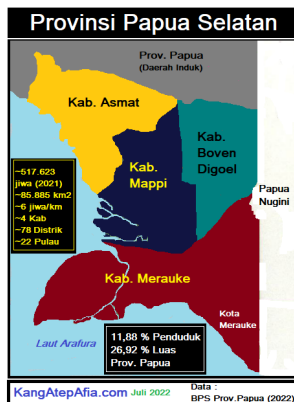 Provinsi Papua Selatan
Prov. Papua
(Daerah Induk)
Kab. Asmat
Kab.
Boven
Digoel
Kab.
Mappi
~517.623
jiwa (2021)
~85.885 km2
~6 jiwa/km
~4 Kab
~78 Distrik
~22 Pulau
Papua
Nugini
Kab. Merauke
Kota
Merauke
11,88 % Penduduk
26,92 % Luas
Prov. Papua
Laut Arafura
KangAtepAfia.com Juli 2022
Data :
BPS Prov.Papua (2022)